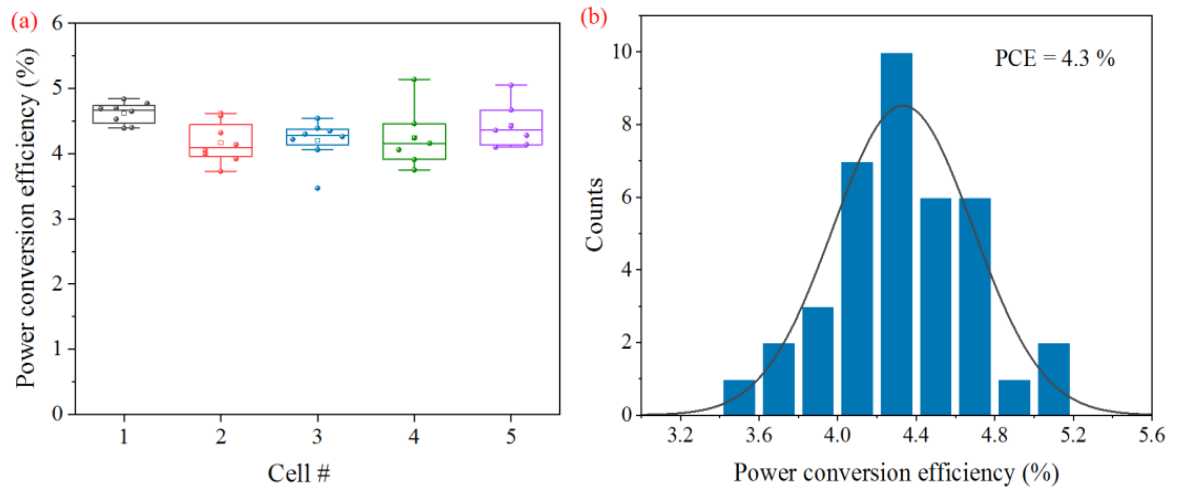 (a)
Power conversion efficiency (%)
6
5
4
3
2
1
0
1 2 3 4 5
Cell #
(b)
PCE = 4.3 %
Counts
10
8
6
4
2
0
3.2 3.6 4.0 4.4 4.8 5.2 5.6
Power conversion efficiency (%)